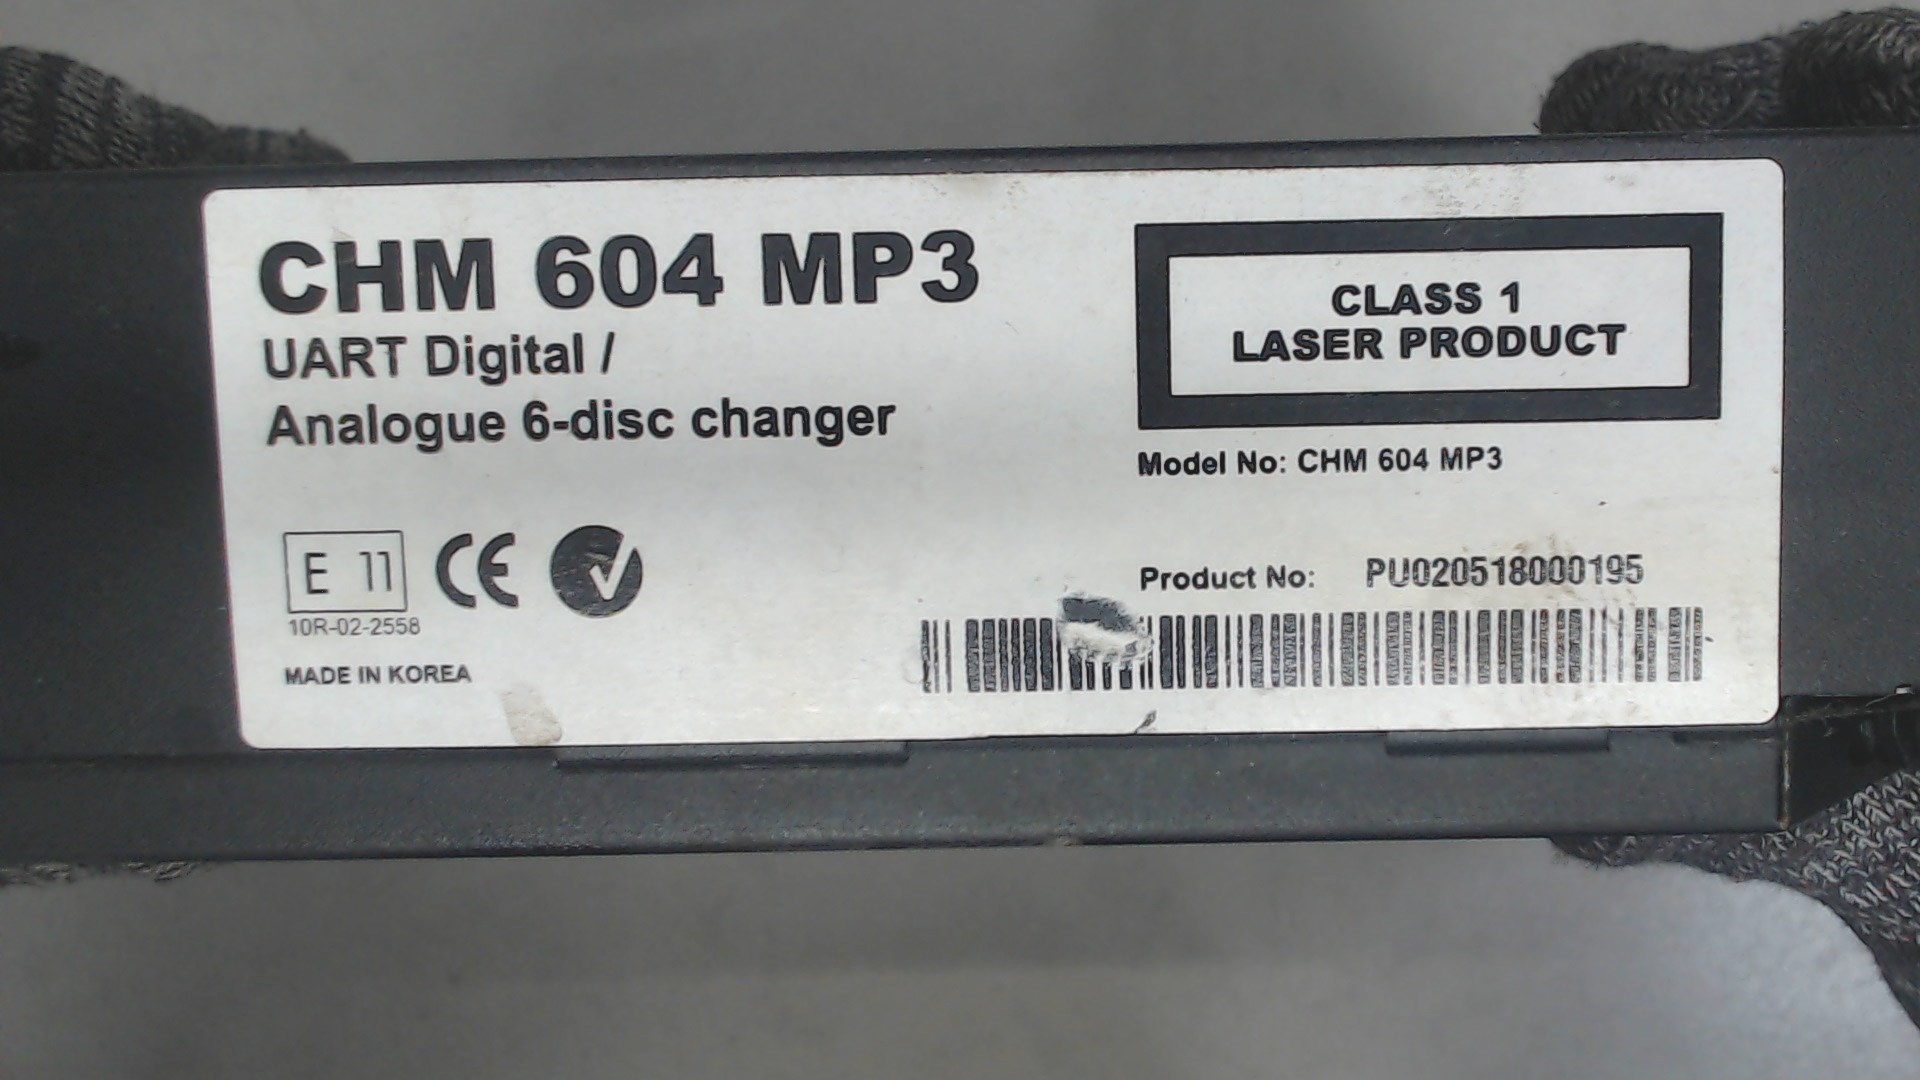 CHM 604 MP3
UART Digital /
Analogue 6-disc changer
CLASS 1
LASER PRODUCT
Model No: CHM 604 MP3
Product No: PU020518000195
E 11
CE
10R-02-2558
MADE IN KOREA